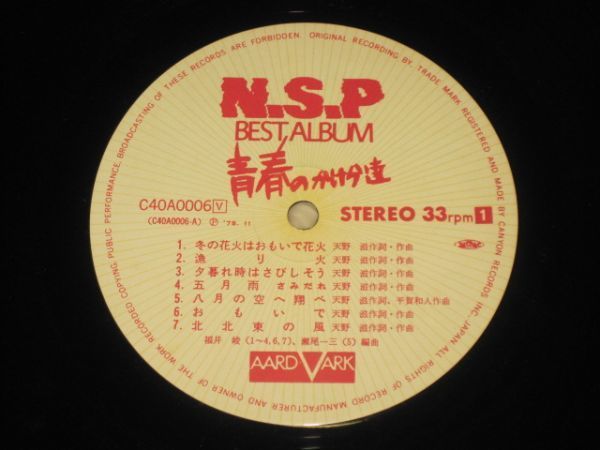 N.S.P
BEST ALBUM
青春のかけら達
C40A0006 V
(C40A0006-A) Ⓟ '78. 11
STEREO 33rpm 1
1. 冬の花火はおもいで花火 天野 滋作詞・作曲
2. 漁り火 天野 滋作詞・作曲
3. 夕暮れ時はさびしそう 天野 滋作詞・作曲
4. 五月雨 さみだれ 天野 滋作詞・作曲
5. 八月の空へ翔べ 天野 滋作詞、平賀和人作曲
6. おもいで 天野 滋作詞・作曲
7. 北北東の風 天野 滋作詞・作曲
福井 峻 (1〜4,6,7)、瀬尾一三 (5) 編曲
AARD VARK
ORIGINAL RECORDING BY, TRADE MARK REGISTERED AND MADE BY CANYON RECORDS INC. JAPAN ALL RIGHTS OF RECORD MANUFACTURER AND OWNER OF THE WORK RECORDED COPYING PUBLIC PERFORMANCE, BROADCASTING OF THESE RECORDS ARE FORBIDDEN.